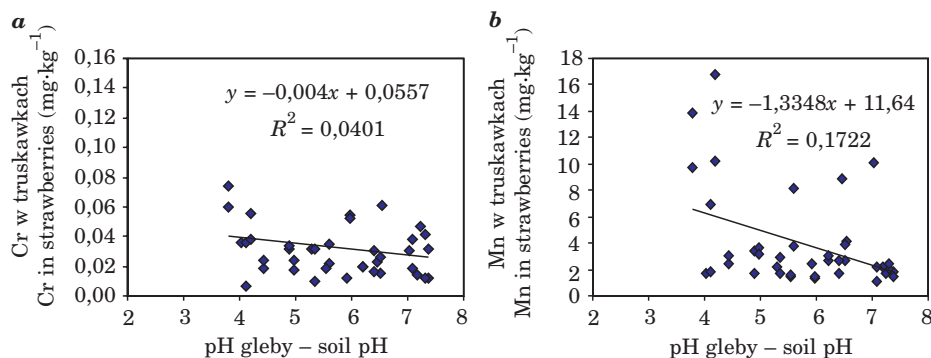 a
Cr w truskawkach
Cr in strawberries (mg·kg⁻¹)
0,16
0,14
0,12
0,10
0,08
0,06
0,04
0,02
0,00
y = –0,004x + 0,0557
R² = 0,0401
2 3 4 5 6 7 8
pH gleby – soil pH
b
Mn w truskawkach
Mn in strawberries (mg·kg⁻¹)
18
16
14
12
10
8
6
4
2
0
y = –1,3348x + 11,64
R² = 0,1722
2 3 4 5 6 7 8
pH gleby – soil pH